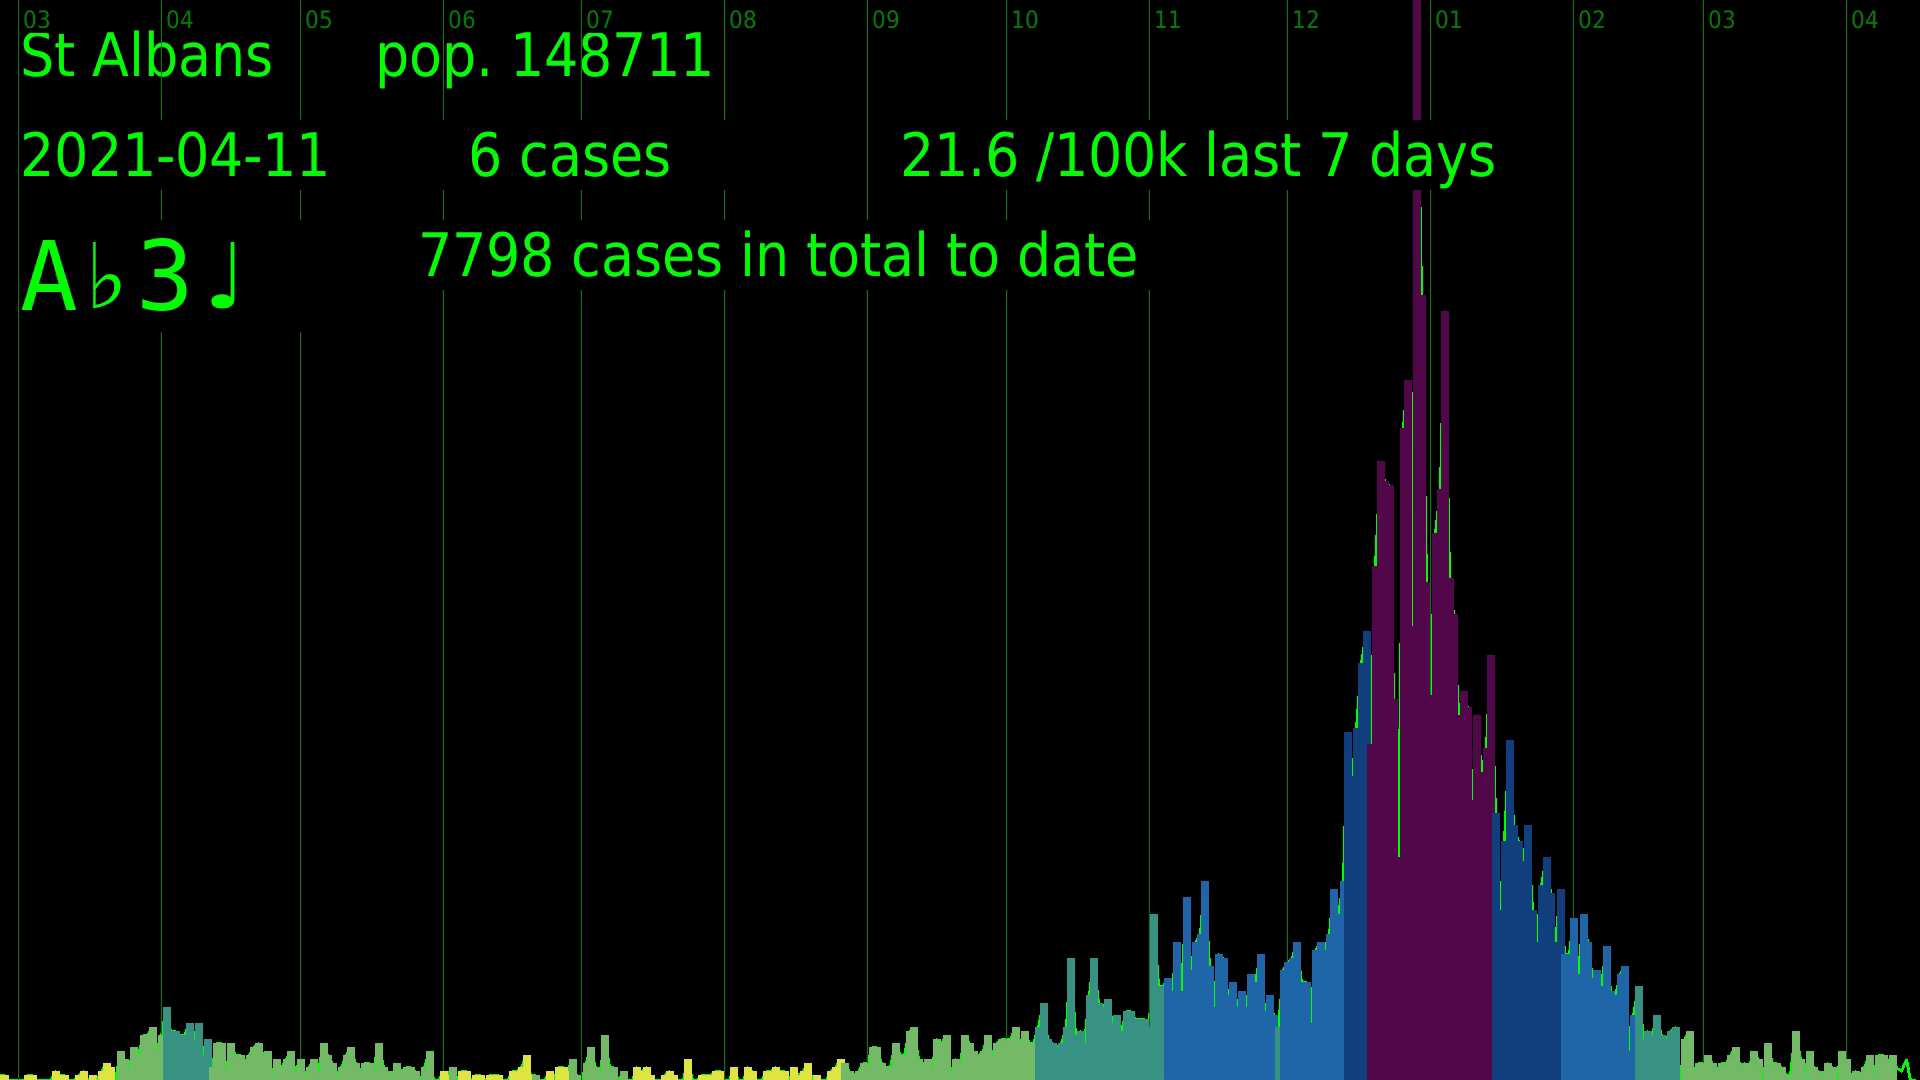 03 04 05 06 07 08 09 10 11 12 01 02 03 04
St Albans pop. 148711
2021-04-11 6 cases 21.6 /100k last 7 days
A♭3♩ 7798 cases in total to date